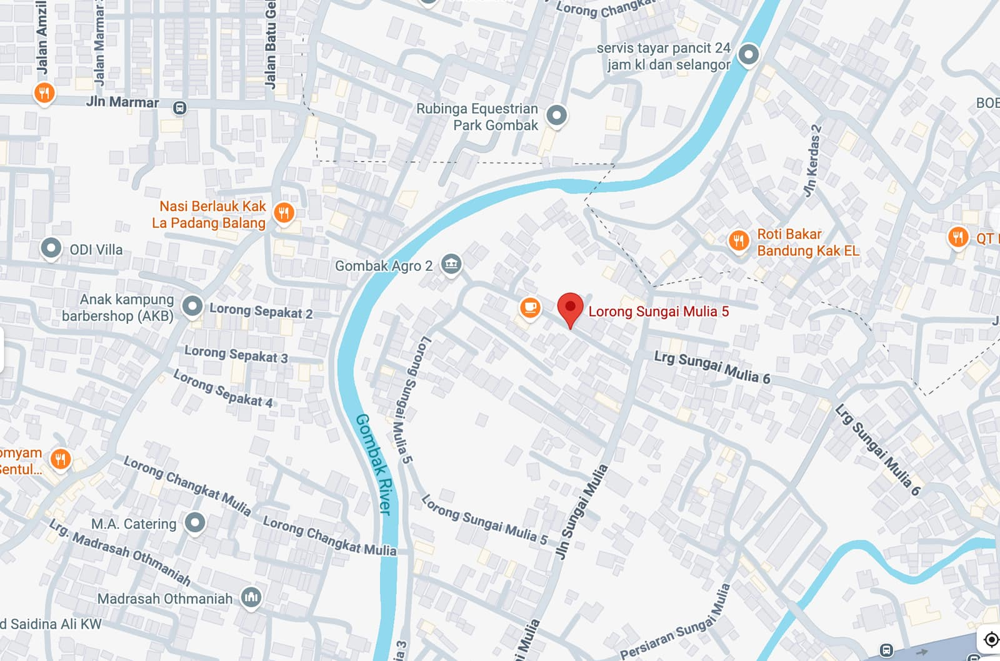 Jalan Amzil
Jalan Marmar
Jalan Batu
Lorong Changkat
servis tayar pancit 24
jam kl dan selangor
Jln Marmar
Rubinga Equestrian
Park Gombak
BOE
Jln Kerdas 2
Nasi Berlauk Kak
La Padang Balang
ODI Villa
Roti Bakar
Bandung Kak EL
QT
Gombak Agro 2
Anak kampung
barbershop (AKB)
Lorong Sepakat 2
Lorong Sungai Mulia 5
Lorong Sepakat 3
Lorong Sepakat 4
Lorong Sungai Mulia 5
Lrg Sungai Mulia 6
Gombak River
Lrg Sungai Mulia 6
omyam
Sentul...
Lorong Changkat Mulia
Lorong Changkat Mulia
Lorong Sungai Mulia 5
Jln Sungai Mulia
M.A. Catering
Lrg. Madrasah Othmaniah
Madrasah Othmaniah
d Saidina Ali KW
Persiaran Sungai Mulia
ia 3
i Mulia